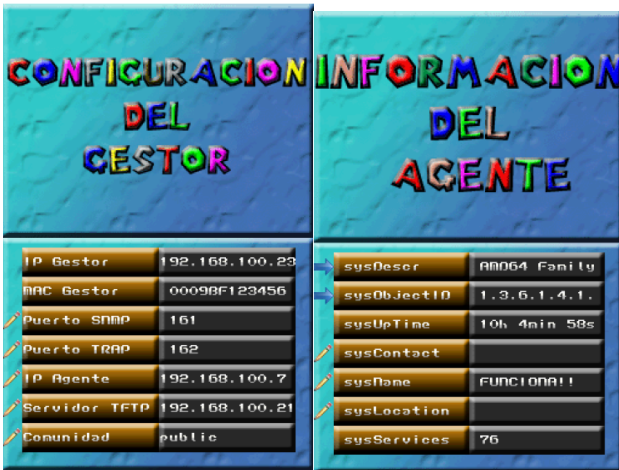 CONFIGURACION
DEL
GESTOR
IP Gestor 192.168.100.23
MAC Gestor 0009BF123456
Puerto SNMP 161
Puerto TRAP 162
IP Agente 192.168.100.7
Servidor TFTP 192.168.100.21
Comunidad public
INFORMACION
DEL
AGENTE
sysDescr AMD64 Family
sysObjectID 1.3.6.1.4.1.
sysUpTime 10h 4min 58s
sysContact
sysName FUNCIONA!!
sysLocation
sysServices 76